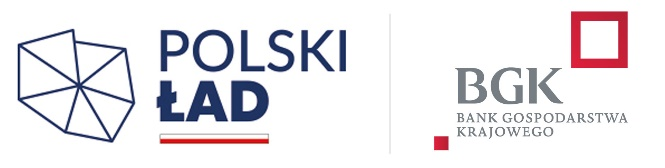 POLSKI
ŁAD
BGK
BANK GOSPODARSTWA
KRAJOWEGO